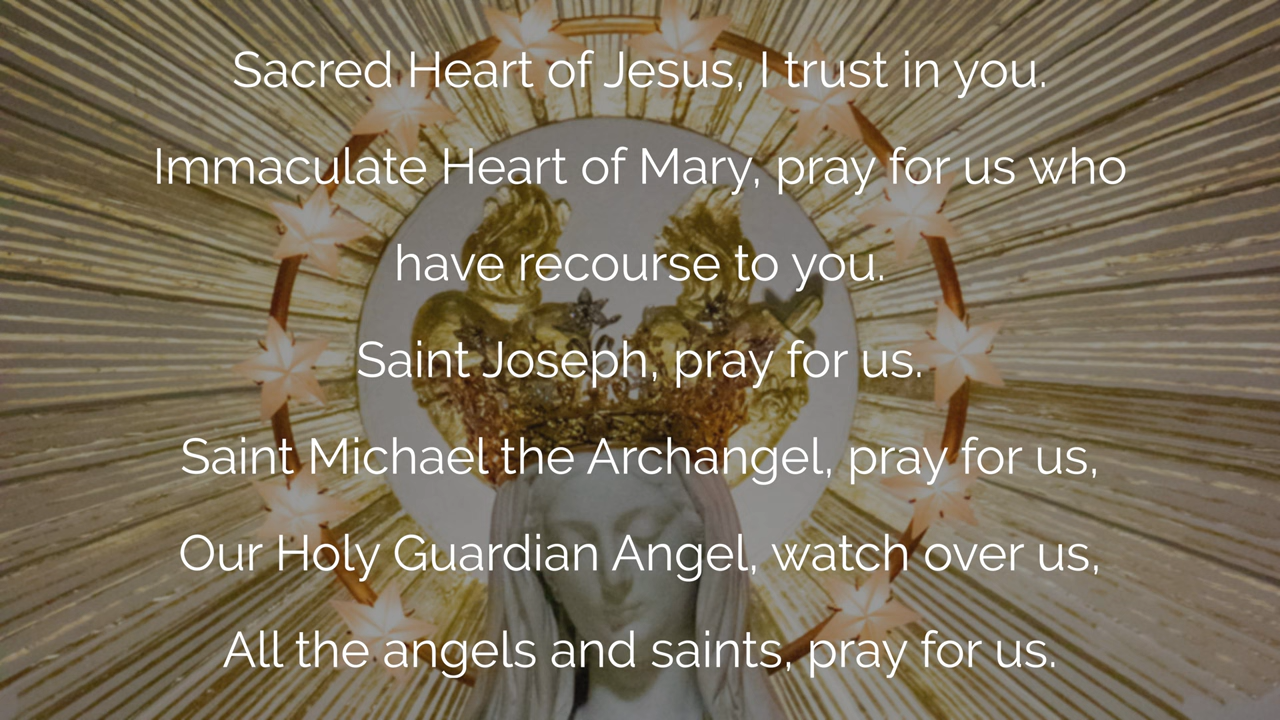 Sacred Heart of Jesus, I trust in you.
Immaculate Heart of Mary, pray for us who
have recourse to you.
Saint Joseph, pray for us.
Saint Michael the Archangel, pray for us,
Our Holy Guardian Angel, watch over us,
All the angels and saints, pray for us.